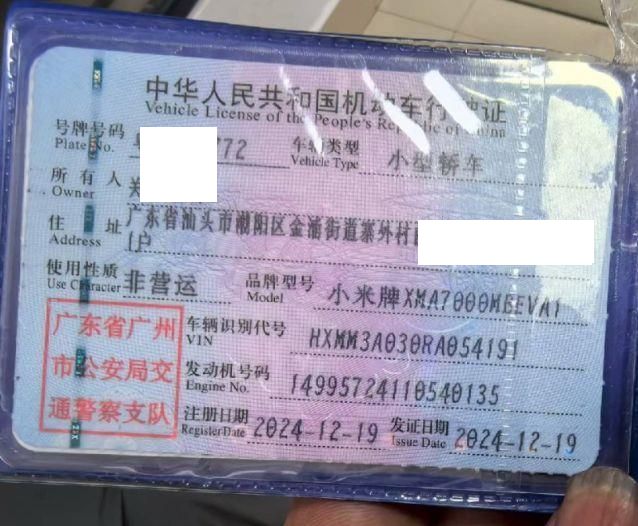 中华人民共和国机动车行驶证
Vehicle License of the People's Republic of China
号牌号码 772 车辆类型 小型轿车
Plate No. Vehicle Type
所有人 郑
Owner
住址 广东省汕头市潮阳区金浦街道寨外村
Address
使用性质 非营运 品牌型号 小米牌XMA7000MBEVA1
Use Character Model
广东省广州
市公安局交
通警察支队
车辆识别代号 HXMM3A030RA054191
VIN
发动机号码 14995724110540135
Engine No.
注册日期 2024-12-19 发证日期 2024-12-19
Register Date Issue Date